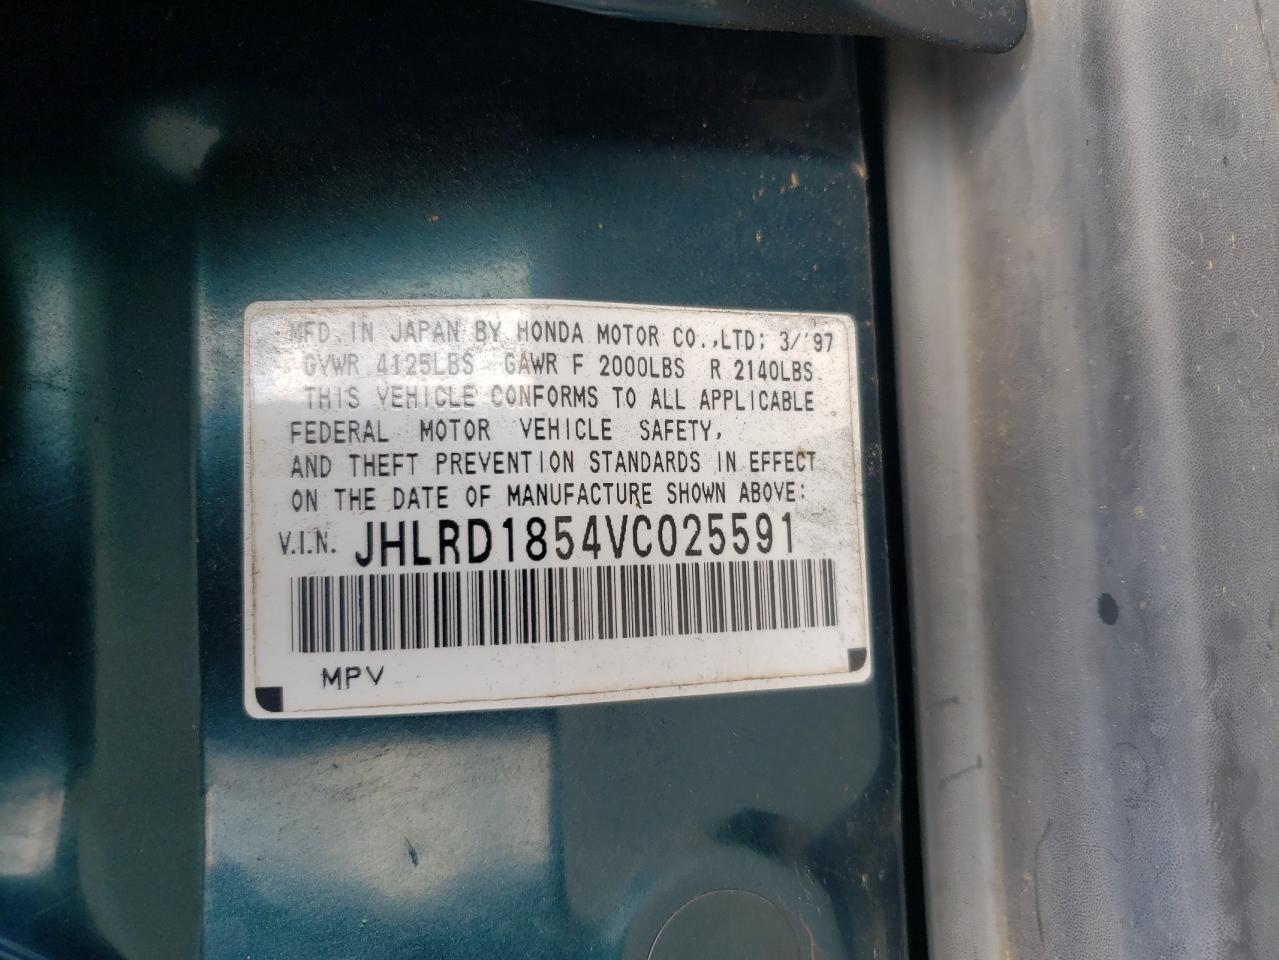 MFD. IN JAPAN BY HONDA MOTOR CO.,LTD; 3/'97
GVWR 4125LBS GAWR F 2000LBS R 2140LBS
THIS VEHICLE CONFORMS TO ALL APPLICABLE
FEDERAL MOTOR VEHICLE SAFETY,
AND THEFT PREVENTION STANDARDS IN EFFECT
ON THE DATE OF MANUFACTURE SHOWN ABOVE:
V.I.N. JHLRD1854VC025591
MPV